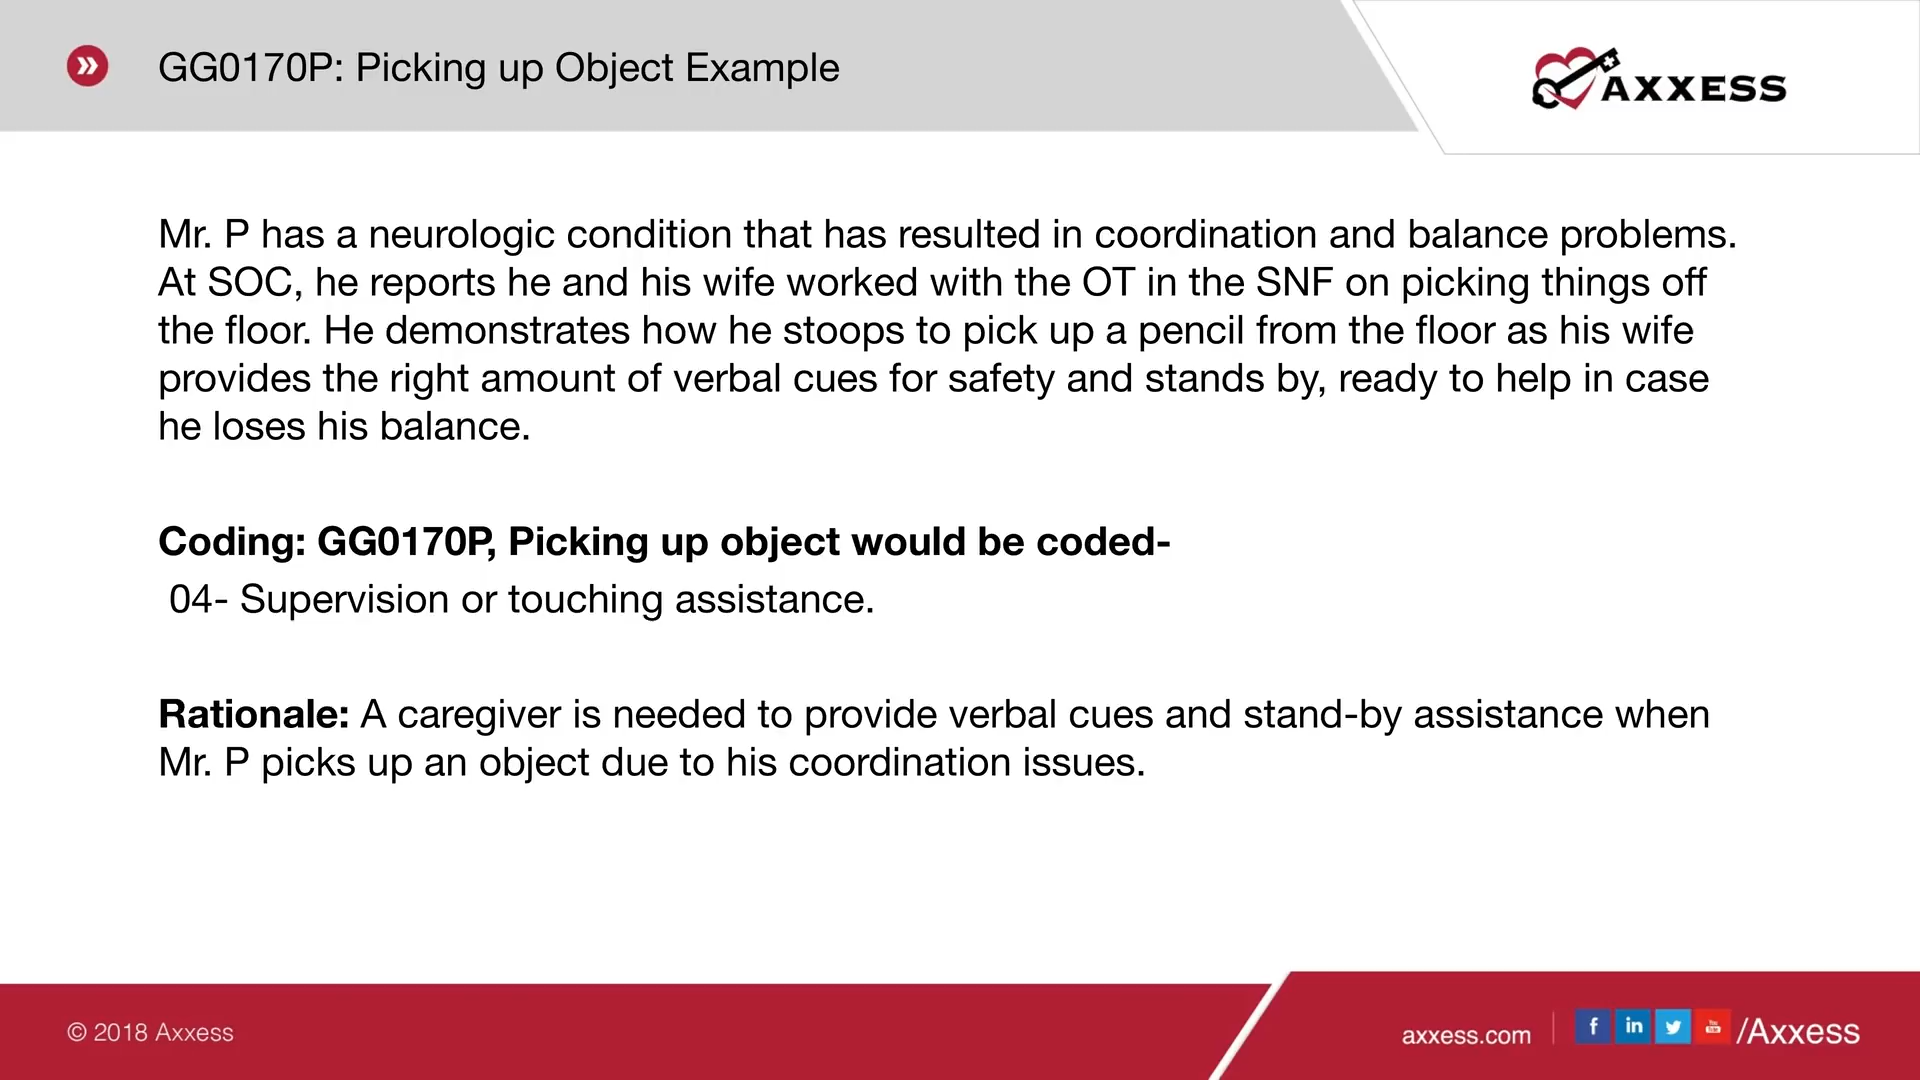 GG0170P: Picking up Object Example
AXXESS
Mr. P has a neurologic condition that has resulted in coordination and balance problems.
At SOC, he reports he and his wife worked with the OT in the SNF on picking things off
the floor. He demonstrates how he stoops to pick up a pencil from the floor as his wife
provides the right amount of verbal cues for safety and stands by, ready to help in case
he loses his balance.
Coding: GG0170P, Picking up object would be coded-
04- Supervision or touching assistance.
Rationale: A caregiver is needed to provide verbal cues and stand-by assistance when
Mr. P picks up an object due to his coordination issues.
© 2018 Axxess
axxess.com
f in You /Axxess